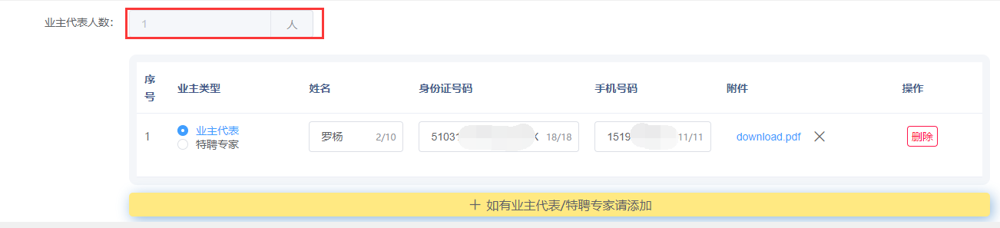 业主代表人数：
1 人
序号 业主类型 姓名 身份证号码 手机号码 附件 操作
1 业主代表 罗杨 2/10 5103 X 18/18 1519 11/11 download.pdf 删除
特聘专家
如有业主代表/特聘专家请添加